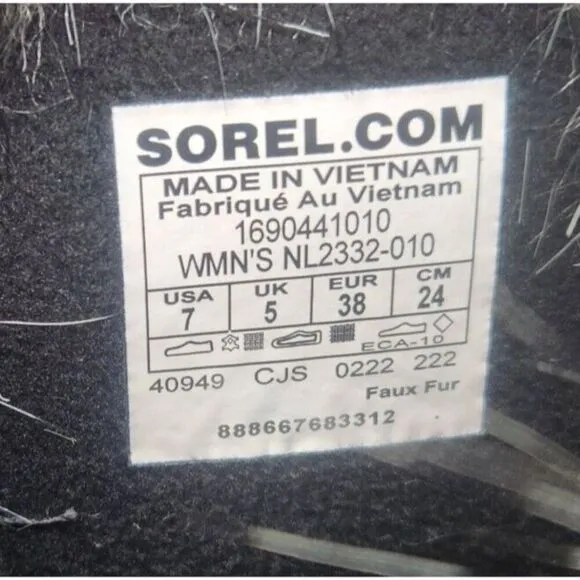 SOREL.COM
MADE IN VIETNAM
Fabriqué Au Vietnam
1690441010
WMN'S NL2332-010
USA UK EUR CM
7 5 38 24
ECA-10
40949 CJS 0222 222
Faux Fur
888667683312